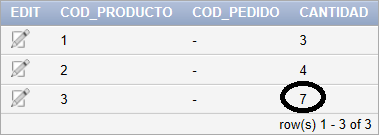 EDIT COD_PRODUCTO COD_PEDIDO CANTIDAD
1 - 3
2 - 4
3 - 7
row(s) 1 - 3 of 3